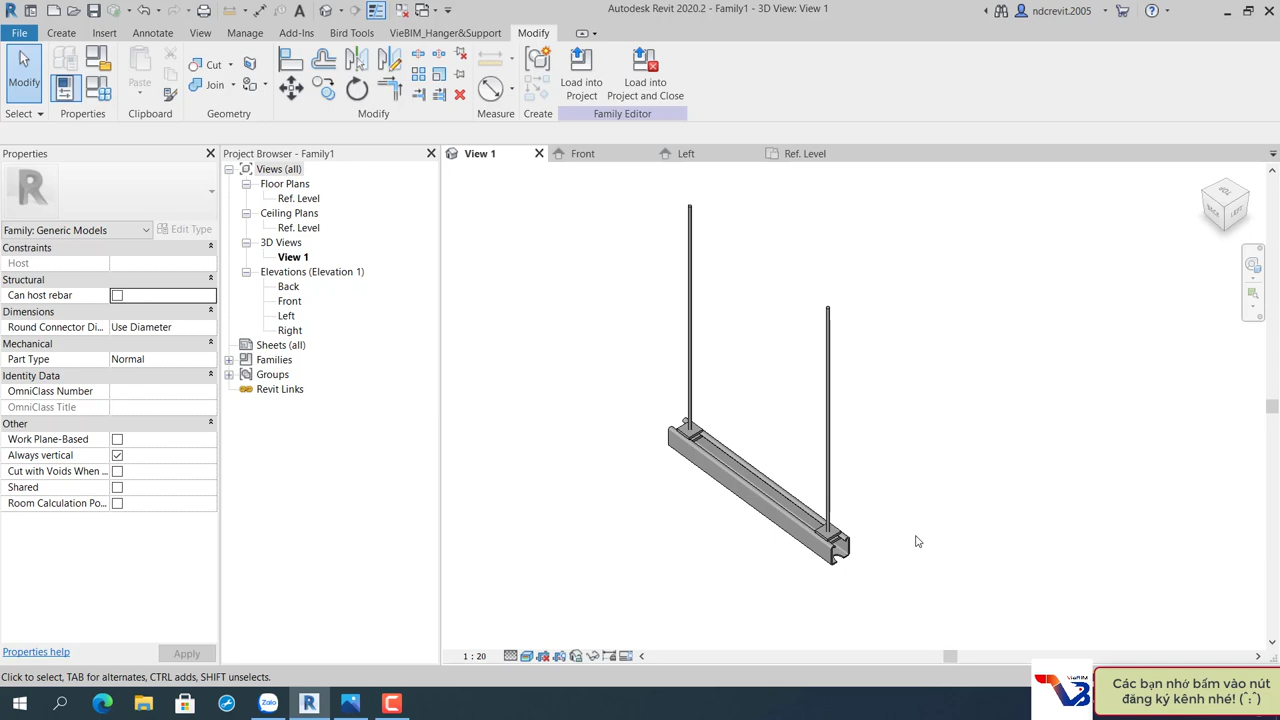 Autodesk Revit 2020.2 - Family1 - 3D View: View 1
ndcrevit.2005
File Create Insert Annotate View Manage Add-Ins Bird Tools VieBIM_Hanger&Support Modify
Modify
Paste
Cut
Join
Load into
Project
Load into
Project and Close
Select Properties Clipboard Geometry Modify Measure Create Family Editor
Properties
Family: Generic Models
Edit Type
Constraints
Host
Structural
Can host rebar
Dimensions
Round Connector Di... Use Diameter
Mechanical
Part Type Normal
Identity Data
OmniClass Number
OmniClass Title
Other
Work Plane-Based
Always vertical
Cut with Voids When ...
Shared
Room Calculation Po...
Properties help
Apply
Project Browser - Family1
Views (all)
Floor Plans
Ref. Level
Ceiling Plans
Ref. Level
3D Views
View 1
Elevations (Elevation 1)
Back
Front
Left
Right
Sheets (all)
Families
Groups
Revit Links
View 1 Front Left Ref. Level
TOP
BACK LEFT
1 : 20
Click to select, TAB for alternates, CTRL adds, SHIFT unselects.
Zalo
VieBIM
Các bạn nhớ bấm vào nút
đăng ký kênh nhé! (ˆ:ˆ)